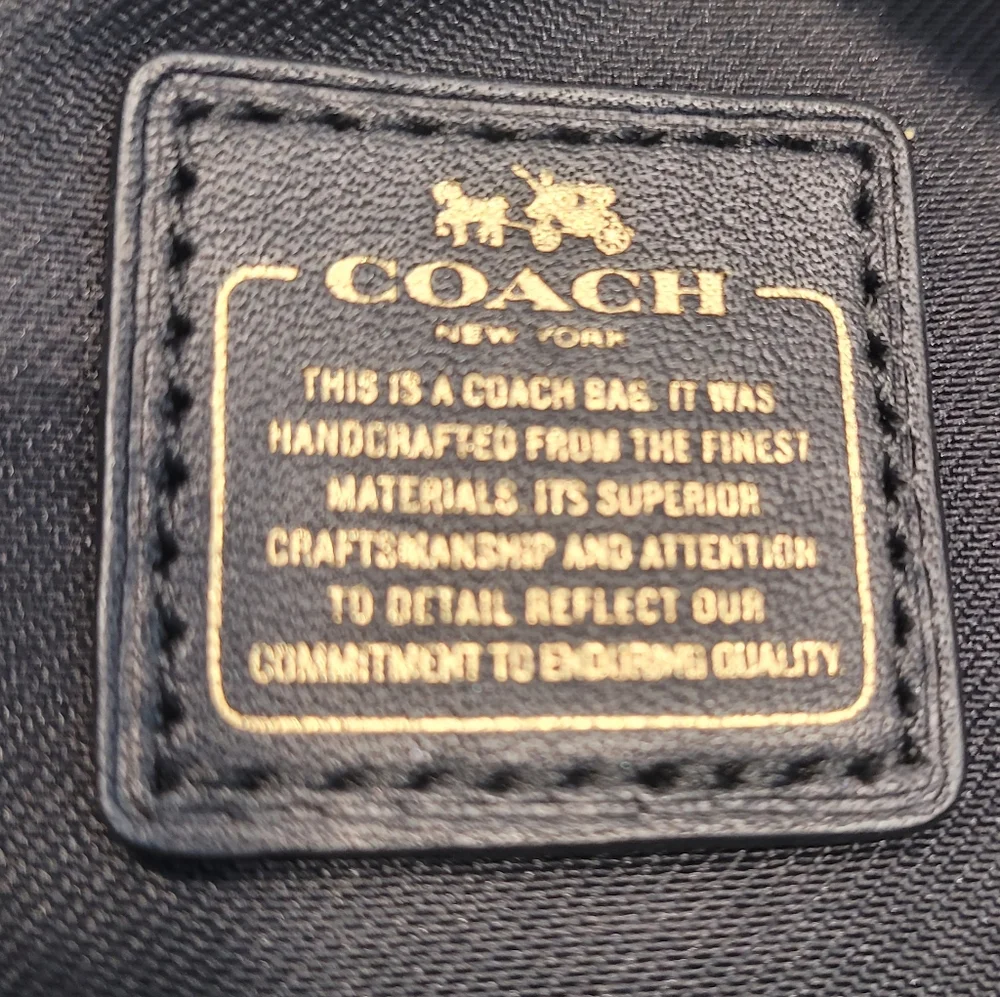 COACH
NEW YORK
THIS IS A COACH BAG. IT WAS
HANDCRAFTED FROM THE FINEST
MATERIALS. ITS SUPERIOR
CRAFTSMANSHIP AND ATTENTION
TO DETAIL REFLECT OUR
COMMITMENT TO ENDURING QUALITY